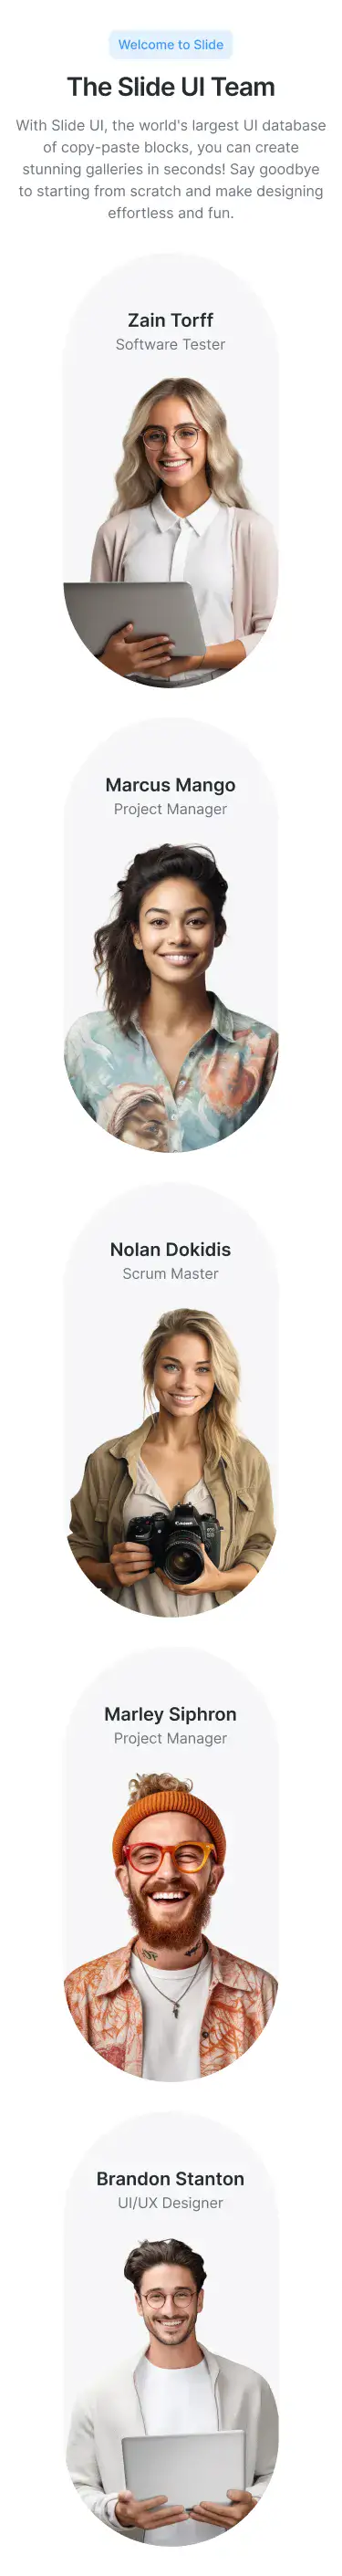 Welcome to Slide
The Slide UI Team
With Slide UI, the world's largest UI database
of copy-paste blocks, you can create
stunning galleries in seconds! Say goodbye
to starting from scratch and make designing
effortless and fun.
Zain Torff
Software Tester
Marcus Mango
Project Manager
Nolan Dokidis
Scrum Master
Canon
Marley Siphron
Project Manager
Brandon Stanton
UI/UX Designer